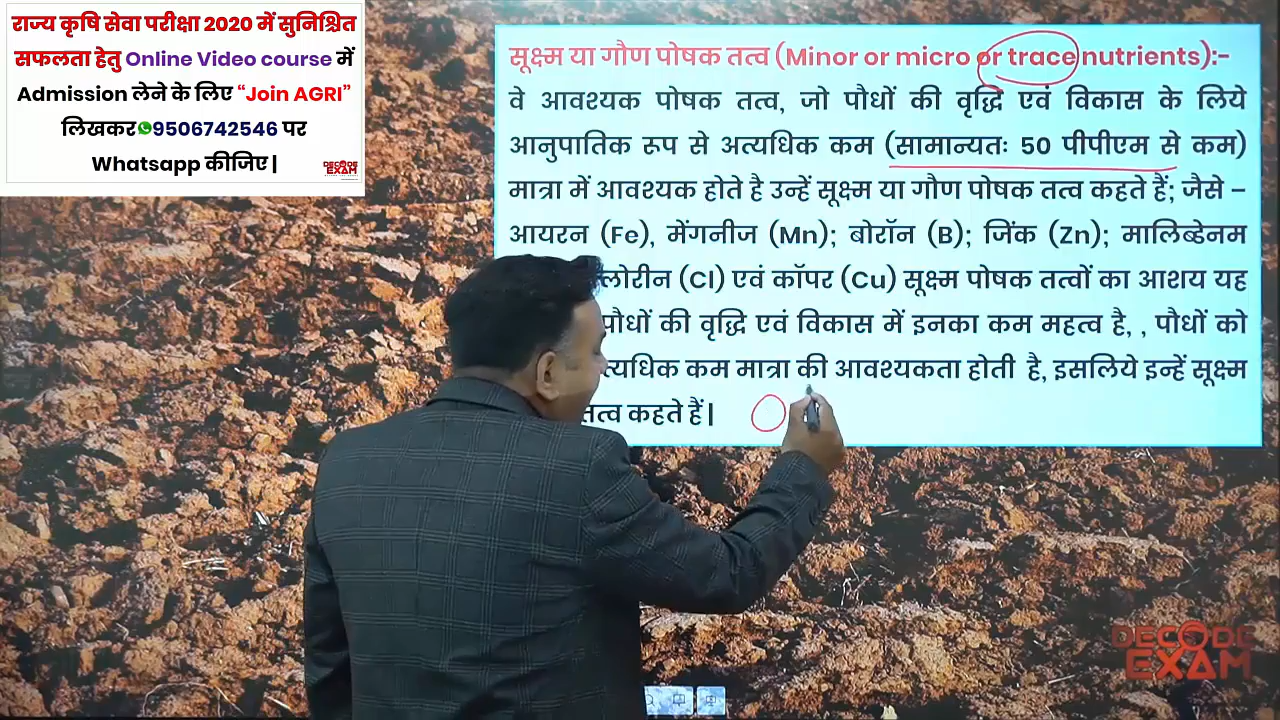 राज्य कृषि सेवा परीक्षा 2020 में सुनिश्चित
सफलता हेतु Online Video course में
Admission लेने के लिए “Join AGRI”
लिखकर 9506742546 पर
Whatsapp कीजिए |
DECODE EXAM
सूक्ष्म या गौण पोषक तत्व (Minor or micro or trace nutrients):-
वे आवश्यक पोषक तत्व, जो पौधों की वृद्धि एवं विकास के लिये
आनुपातिक रूप से अत्यधिक कम (सामान्यतः 50 पीपीएम से कम)
मात्रा में आवश्यक होते है उन्हें सूक्ष्म या गौण पोषक तत्व कहते हैं; जैसे –
आयरन (Fe), मेंगनीज (Mn); बोरॉन (B); जिंक (Zn); मालिब्डेनम
लोरीन (Cl) एवं कॉपर (Cu) सूक्ष्म पोषक तत्वों का आशय यह
पौधों की वृद्धि एवं विकास में इनका कम महत्व है, , पौधों को
त्यधिक कम मात्रा की आवश्यकता होती है, इसलिये इन्हें सूक्ष्म
तत्व कहते हैं |
DECODE
EXAM